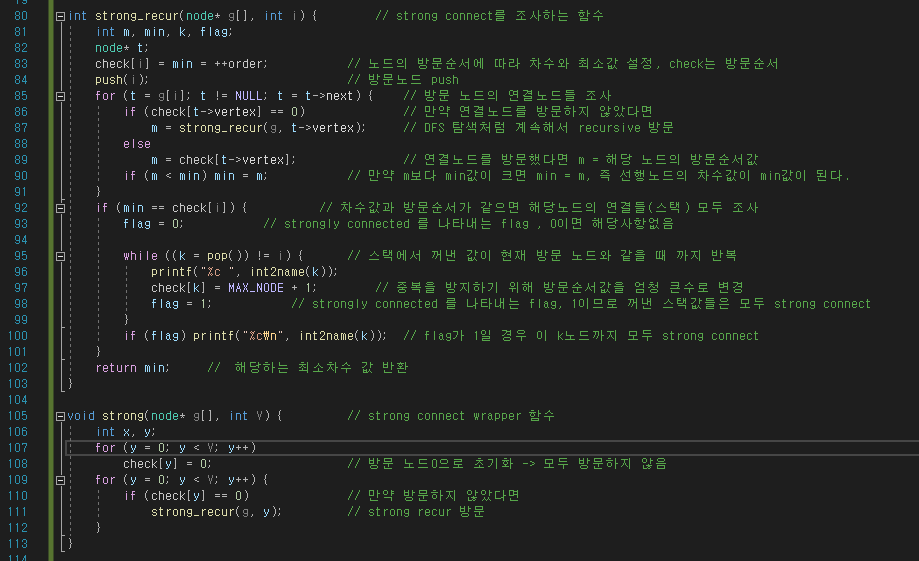 80 int strong_recur(node* g[], int i) { // strong connect를 조사하는 함수
81 int m, min, k, flag;
82 node* t;
83 check[i] = min = ++order; // 노드의 방문순서에 따라 차수와 최소값 설정, check는 방문순서
84 push(i); // 방문노드 push
85 for (t = g[i]; t != NULL; t = t->next) { // 방문 노드의 연결노드들 조사
86 if (check[t->vertex] == 0) // 만약 연결노드를 방문하지 않았다면
87 m = strong_recur(g, t->vertex); // DFS 탐색처럼 계속해서 recursive 방문
88 else
89 m = check[t->vertex]; // 연결노드를 방문했다면 m = 해당 노드의 방문순서값
90 if (m < min) min = m; // 만약 m보다 min값이 크면 min = m, 즉 선행노드의 차수값이 min값이 된다.
91 }
92 if (min == check[i]) { // 차수값과 방문순서가 같으면 해당노드의 연결들(스택) 모두 조사
93 flag = 0; // strongly connected 를 나타내는 flag , 0이면 해당사항없음
94
95 while ((k = pop()) != i) { // 스택에서 꺼낸 값이 현재 방문 노드와 같을 때 까지 반복
96 printf("%c ", int2name(k));
97 check[k] = MAX_NODE + 1; // 중복을 방지하기 위해 방문순서값을 엄청 큰수로 변경
98 flag = 1; // strongly connected 를 나타내는 flag, 1이므로 꺼낸 스택값들은 모두 strong connect
99 }
100 if (flag) printf("%c₩n", int2name(k)); // flag가 1일 경우 이 k노드까지 모두 strong connect
101 }
102 return min; // 해당하는 최소차수 값 반환
103 }
104
105 void strong(node* g[], int V) { // strong connect wrapper 함수
106 int x, y;
107 for (y = 0; y < V; y++)
108 check[y] = 0; // 방문 노드0으로 초기화 -> 모두 방문하지 않음
109 for (y = 0; y < V; y++) {
110 if (check[y] == 0) // 만약 방문하지 않았다면
111 strong_recur(g, y); // strong recur 방문
112 }
113 }